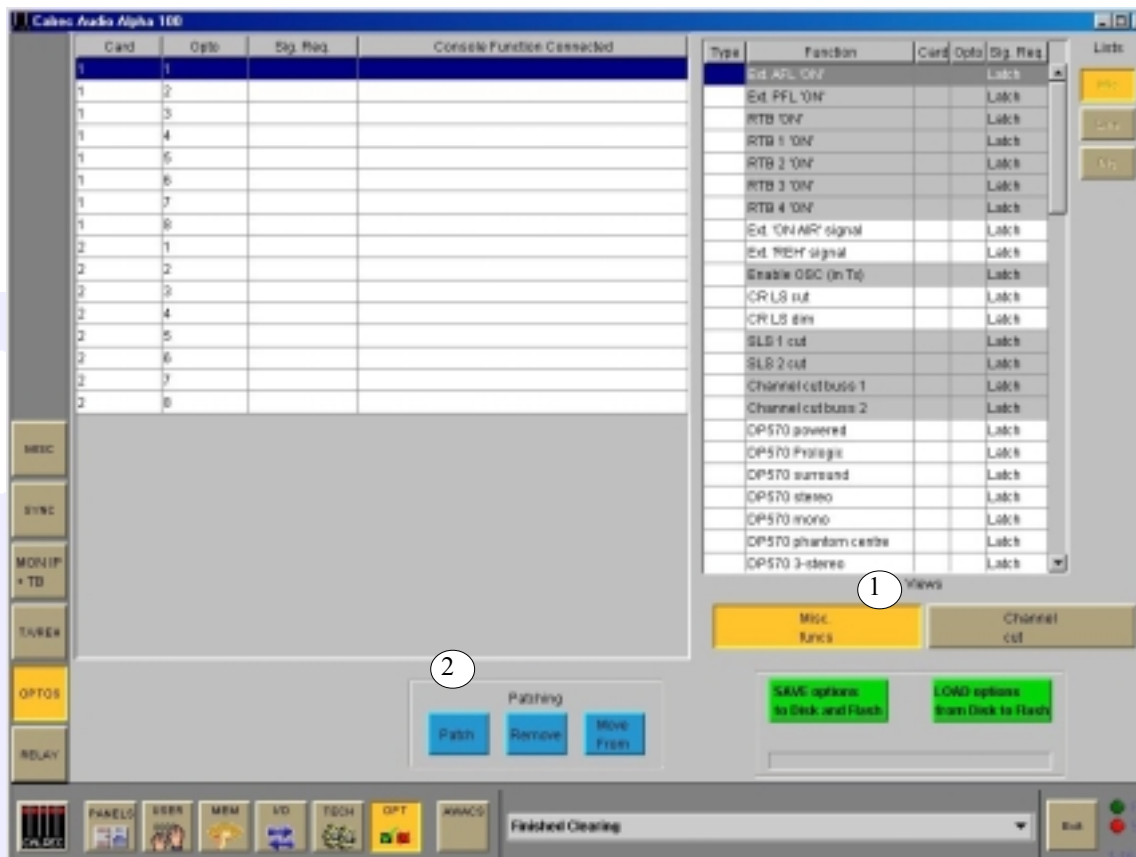 Calrec Audio Alpha 100
Card Opto Sig. Req. Console Function Connected
1 1
1 2
1 3
1 4
1 5
1 6
1 7
1 8
2 1
2 2
2 3
2 4
2 5
2 6
2 7
2 8
Type Function Card Opto Sig. Req.
Ext. AFL 'ON' Latch
Ext. PFL 'ON' Latch
RTB 'ON' Latch
RTB 1 'ON' Latch
RTB 2 'ON' Latch
RTB 3 'ON' Latch
RTB 4 'ON' Latch
Ext. 'ON AIR' signal Latch
Ext. 'REH' signal Latch
Enable OSC (in Tx) Latch
CR LS cut Latch
CR LS dim Latch
SLS 1 cut Latch
SLS 2 cut Latch
Channel cut buss 1 Latch
Channel cut buss 2 Latch
DP570 powered Latch
DP570 Prologic Latch
DP570 surround Latch
DP570 stereo Latch
DP570 mono Latch
DP570 phantom centre Latch
DP570 3-stereo Latch
Lists
MISC
SYNC
MON IP
+ TB
TX/REH
OPTOS
RELAY
1
Views
Misc.
funcs
Channel
cut
2
Patching
Patch
Remove
Move
From
SAVE options
to Disk and Flash
LOAD options
from Disk to Flash
CALREC
PANELS
USER
MEM
I/O
TECH
OPT
AWACS
Finished Clearing
Exit